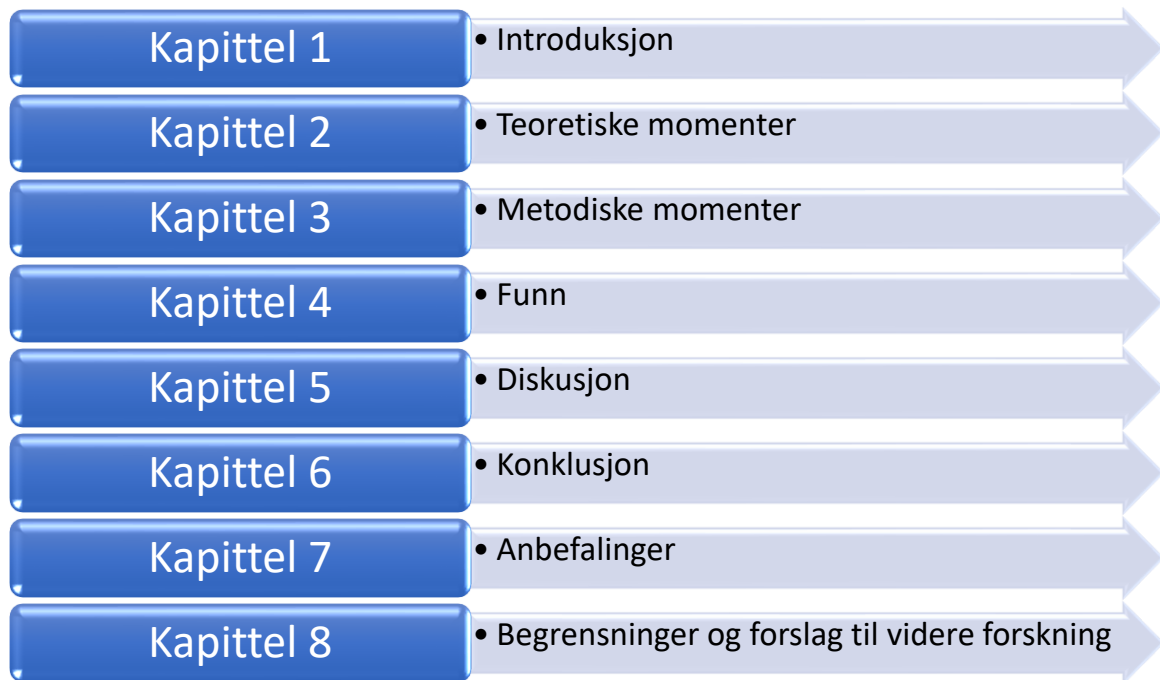 Kapittel 1
• Introduksjon
Kapittel 2
• Teoretiske momenter
Kapittel 3
• Metodiske momenter
Kapittel 4
• Funn
Kapittel 5
• Diskusjon
Kapittel 6
• Konklusjon
Kapittel 7
• Anbefalinger
Kapittel 8
• Begrensninger og forslag til videre forskning